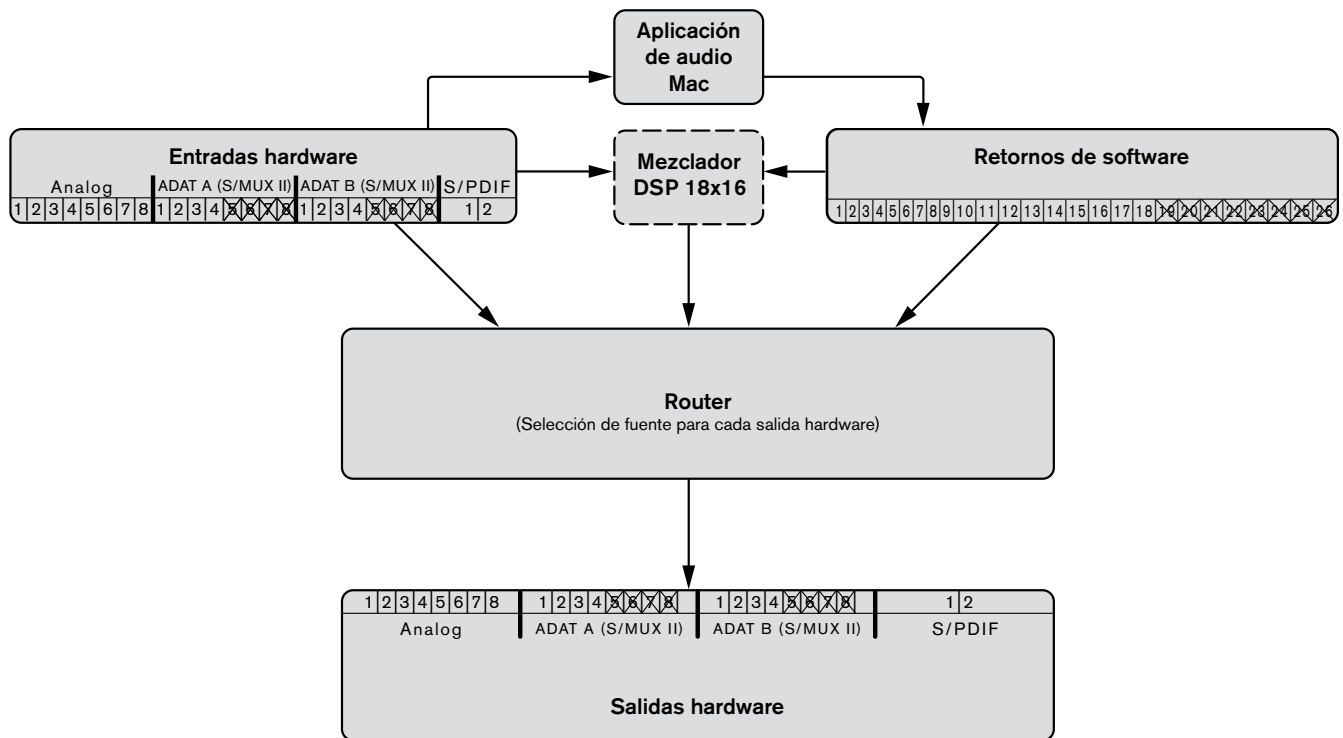 Aplicación
de audio
Mac
Entradas hardware
Analog
ADAT A (S/MUX II)
ADAT B (S/MUX II)
S/PDIF
1 2 3 4 5 6 7 8
1 2 3 4 5 6 7 8
1 2 3 4 5 6 7 8
1 2
Mezclador
DSP 18x16
Retornos de software
1 2 3 4 5 6 7 8 9 10 11 12 13 14 15 16 17 18 19 20 21 22 23 24 25 26
Router
(Selección de fuente para cada salida hardware)
1 2 3 4 5 6 7 8
1 2 3 4 5 6 7 8
1 2 3 4 5 6 7 8
1 2
Analog
ADAT A (S/MUX II)
ADAT B (S/MUX II)
S/PDIF
Salidas hardware